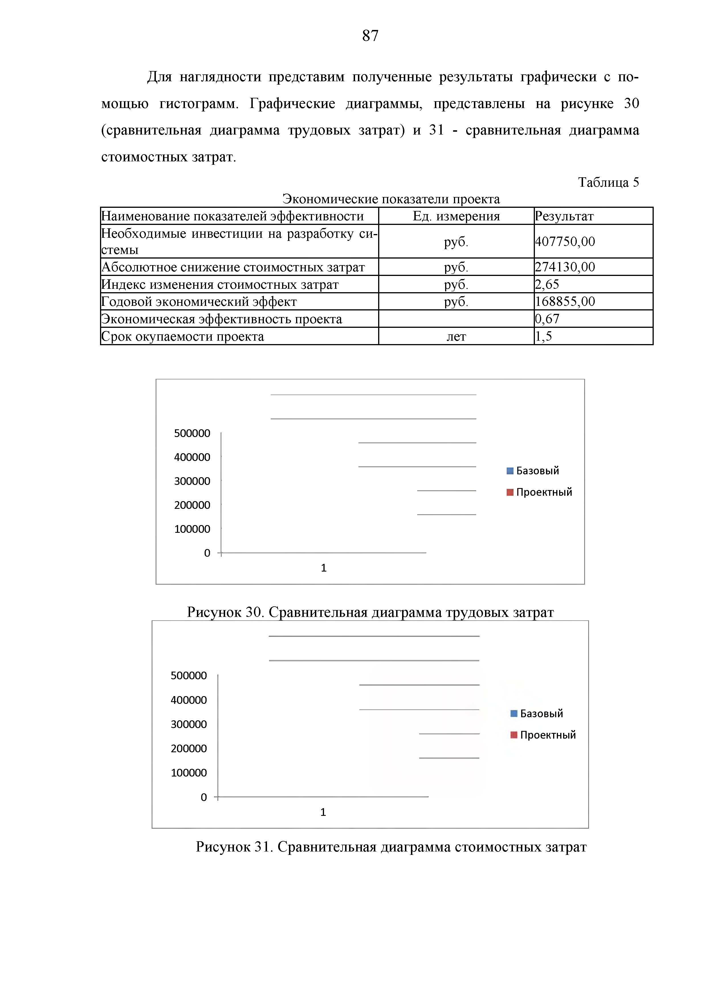 87
Для наглядности представим полученные результаты графически с по-
мощью гистограмм. Графические диаграммы, представлены на рисунке 30
(сравнительная диаграмма трудовых затрат) и 31 - сравнительная диаграмма
стоимостных затрат.
Таблица 5
Экономические показатели проекта
Наименование показателей эффективности Ед. измерения Результат
Необходимые инвестиции на разработку си-
стемы руб. 407750,00
Абсолютное снижение стоимостных затрат руб. 274130,00
Индекс изменения стоимостных затрат руб. 2,65
Годовой экономический эффект руб. 168855,00
Экономическая эффективность проекта 0,67
Срок окупаемости проекта лет 1,5
500000
400000
300000
200000
100000
0
1
Базовый
Проектный
Рисунок 30. Сравнительная диаграмма трудовых затрат
500000
400000
300000
200000
100000
0
1
Базовый
Проектный
Рисунок 31. Сравнительная диаграмма стоимостных затрат